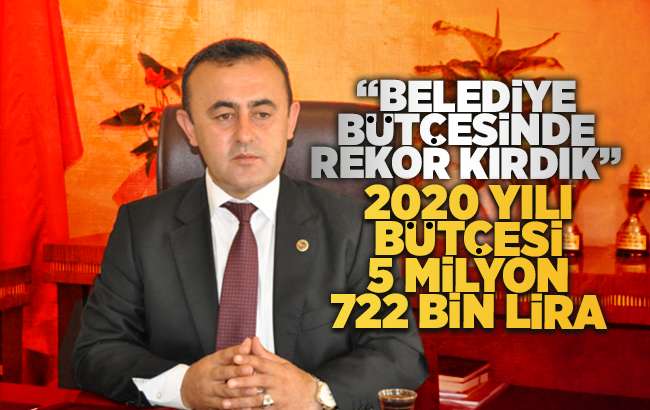 “BELEDİYE
BÜTÇESİNDE
REKOR KIRDIK”
2020 YILI
BÜTÇESİ
5 MİLYON
722 BİN LİRA